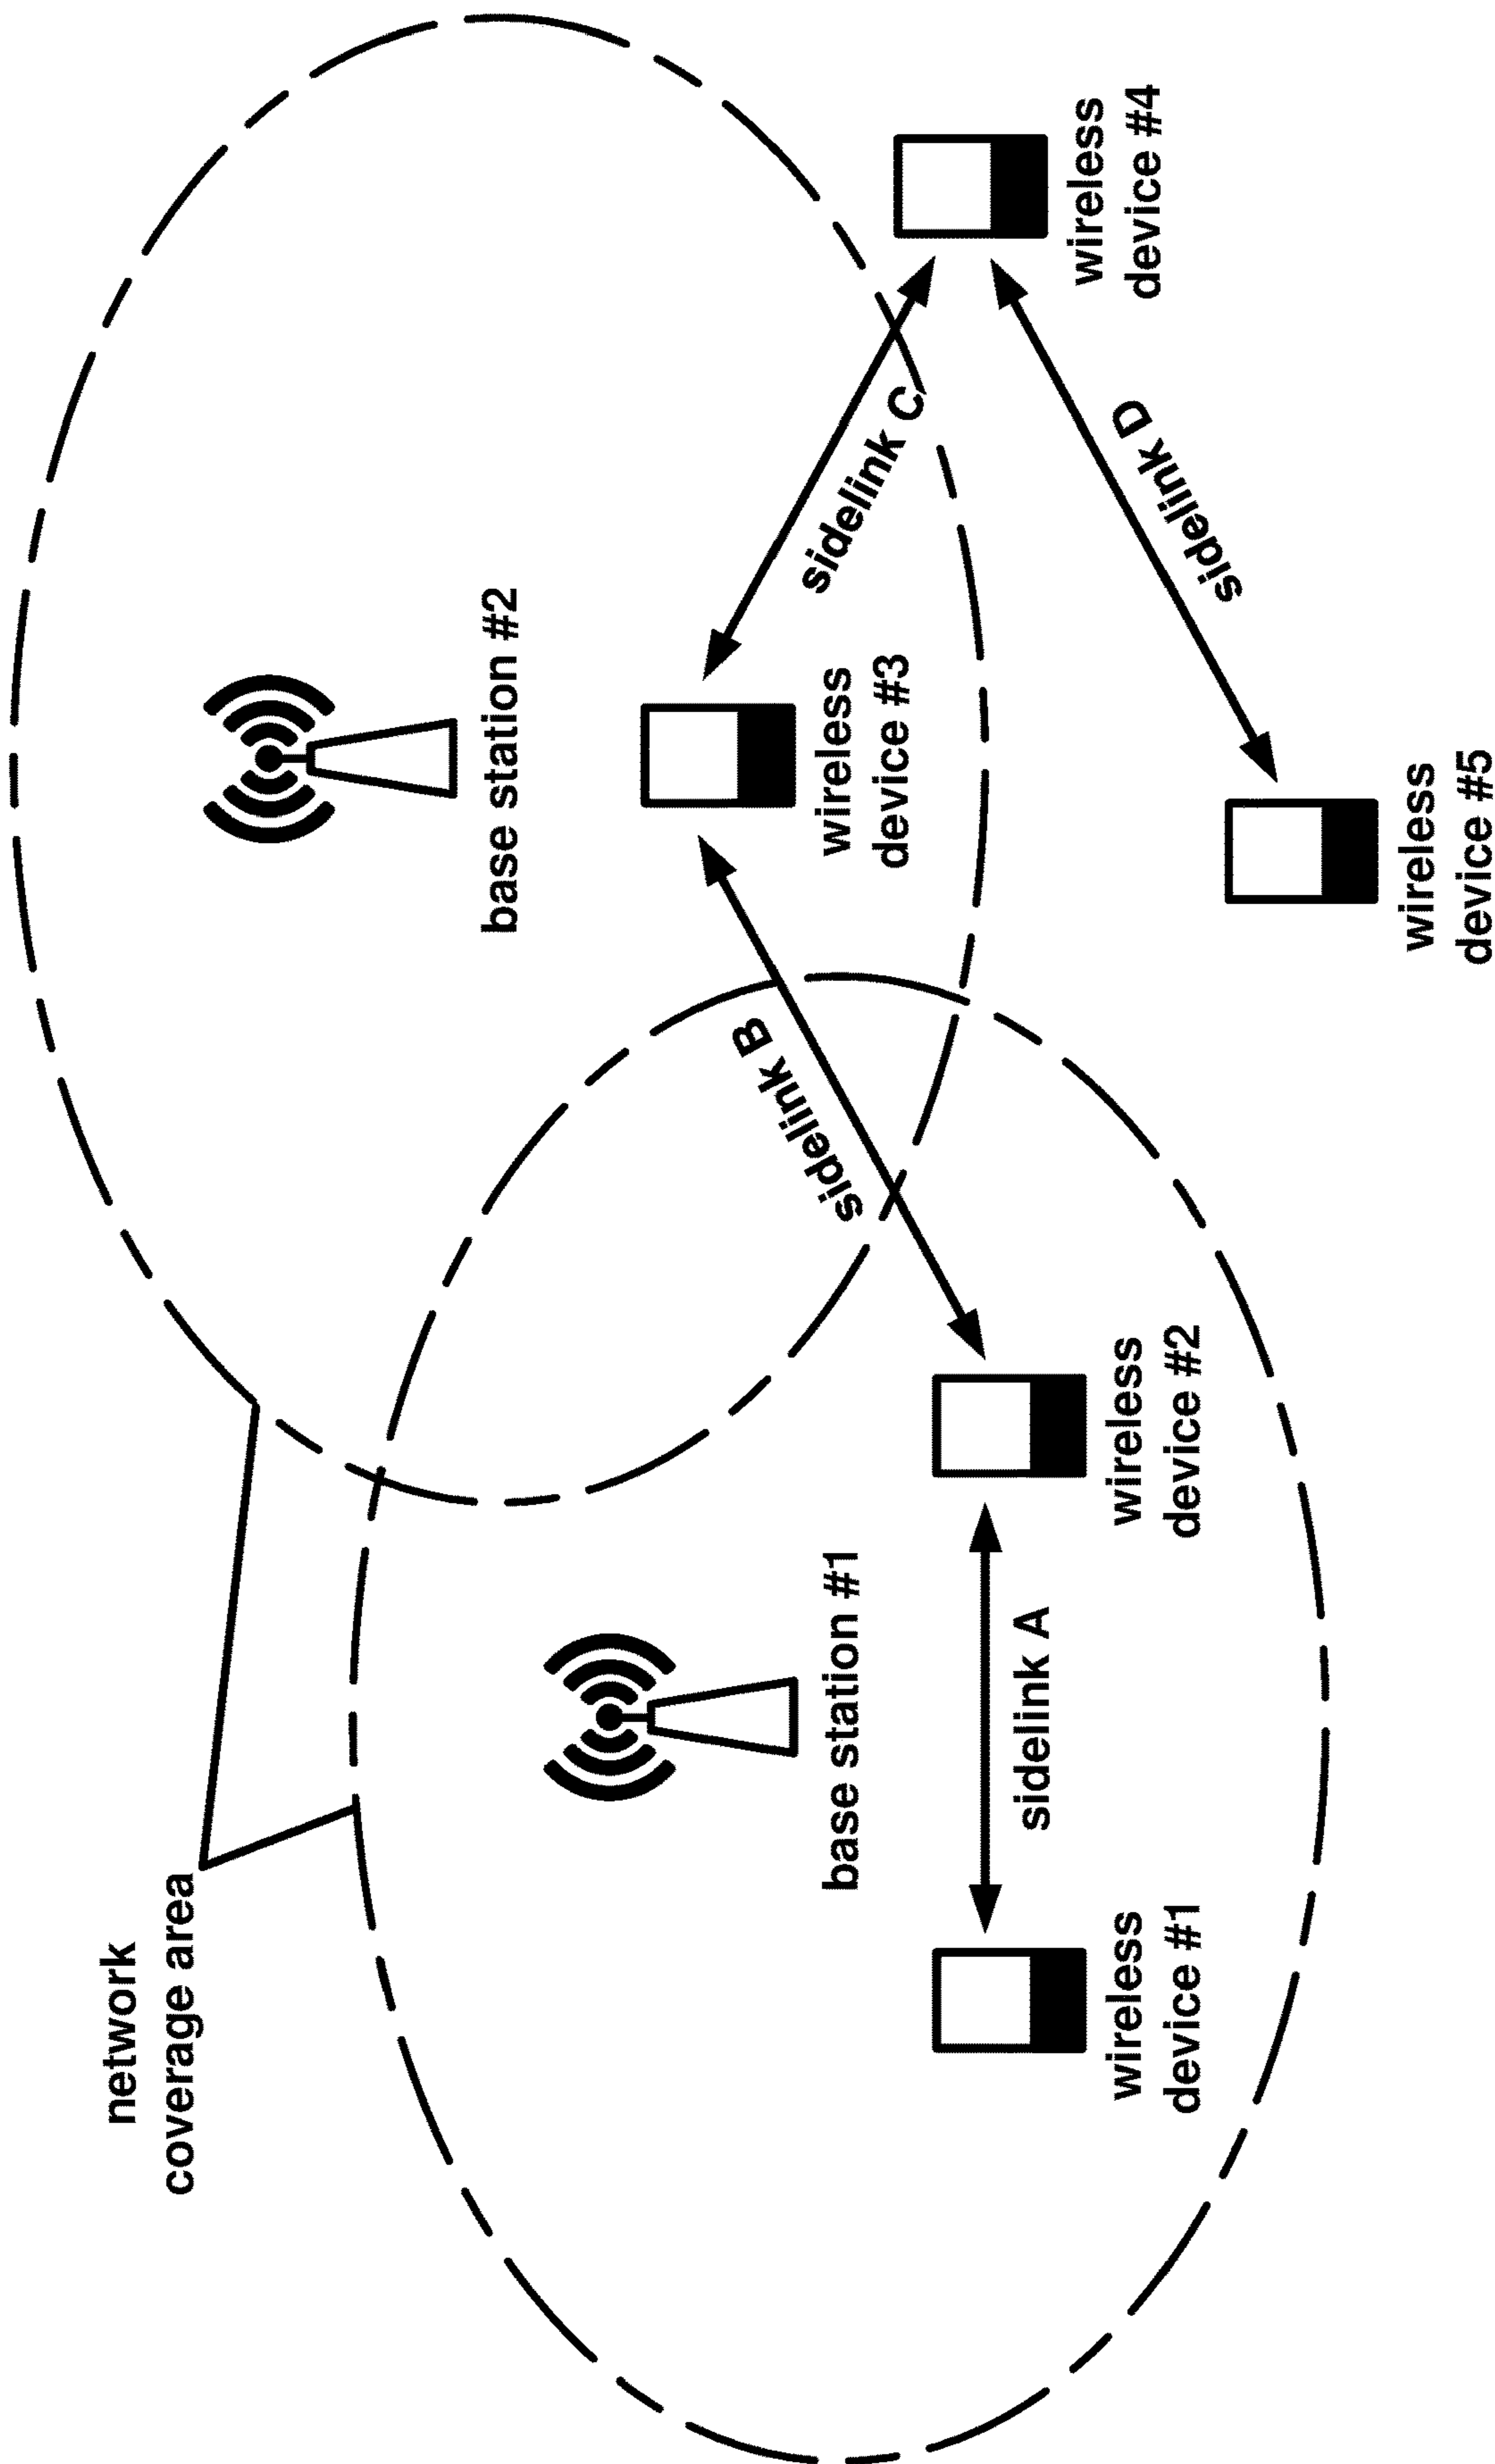 network
coverage area
base station #2
base station #1
wireless
device #3
sidelink B
sidelink C
wireless
device #4
wireless
device #1
sidelink A
wireless
device #2
sidelink D
wireless
device #5